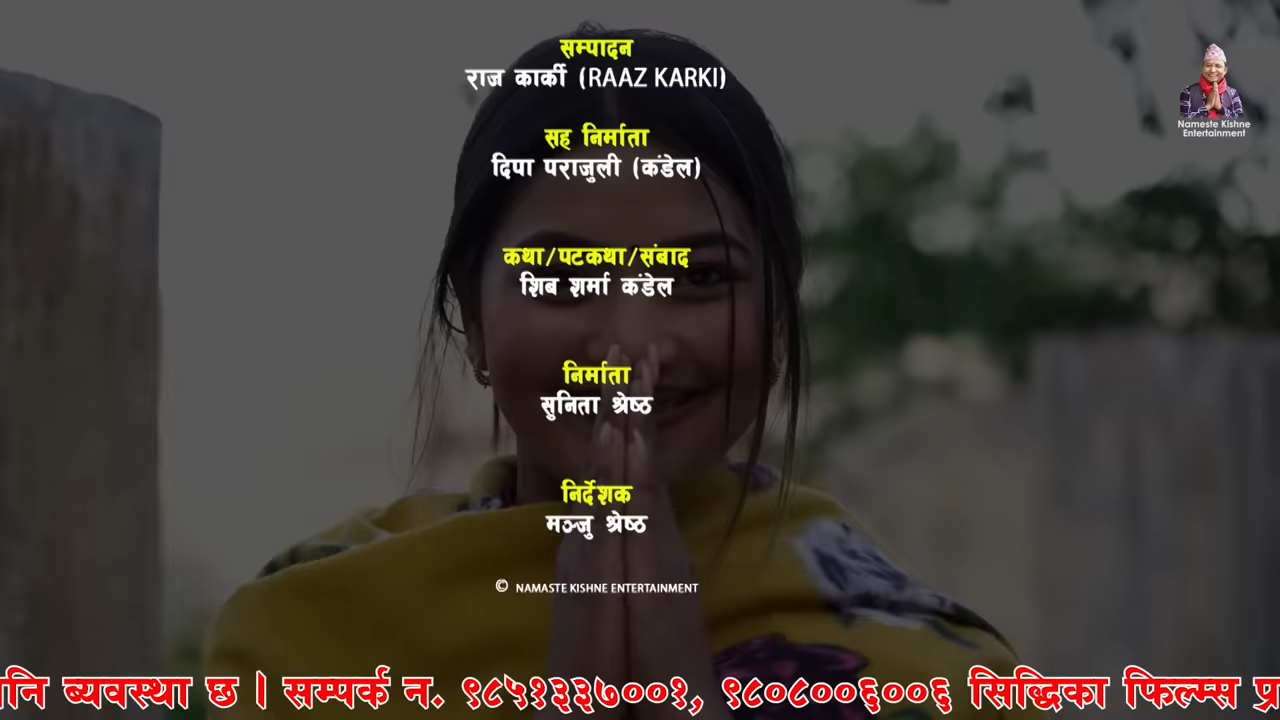 सम्पादन
राज कार्की (RAAZ KARKI)
सह निर्माता
दिपा पराजुली (कंडेल)
कथा/पटकथा/संबाद
शिब शर्मा कंडेल
निर्माता
सुनिता श्रेष्ठ
निर्देशक
मञ्जु श्रेष्ठ
© NAMASTE KISHNE ENTERTAINMENT
Nameste Kishne
Entertainment
नि ब्यवस्था छ । सम्पर्क न. ९८५१३३७००१, ९८०८००६००६ सिद्धिका फिल्म्स प्र